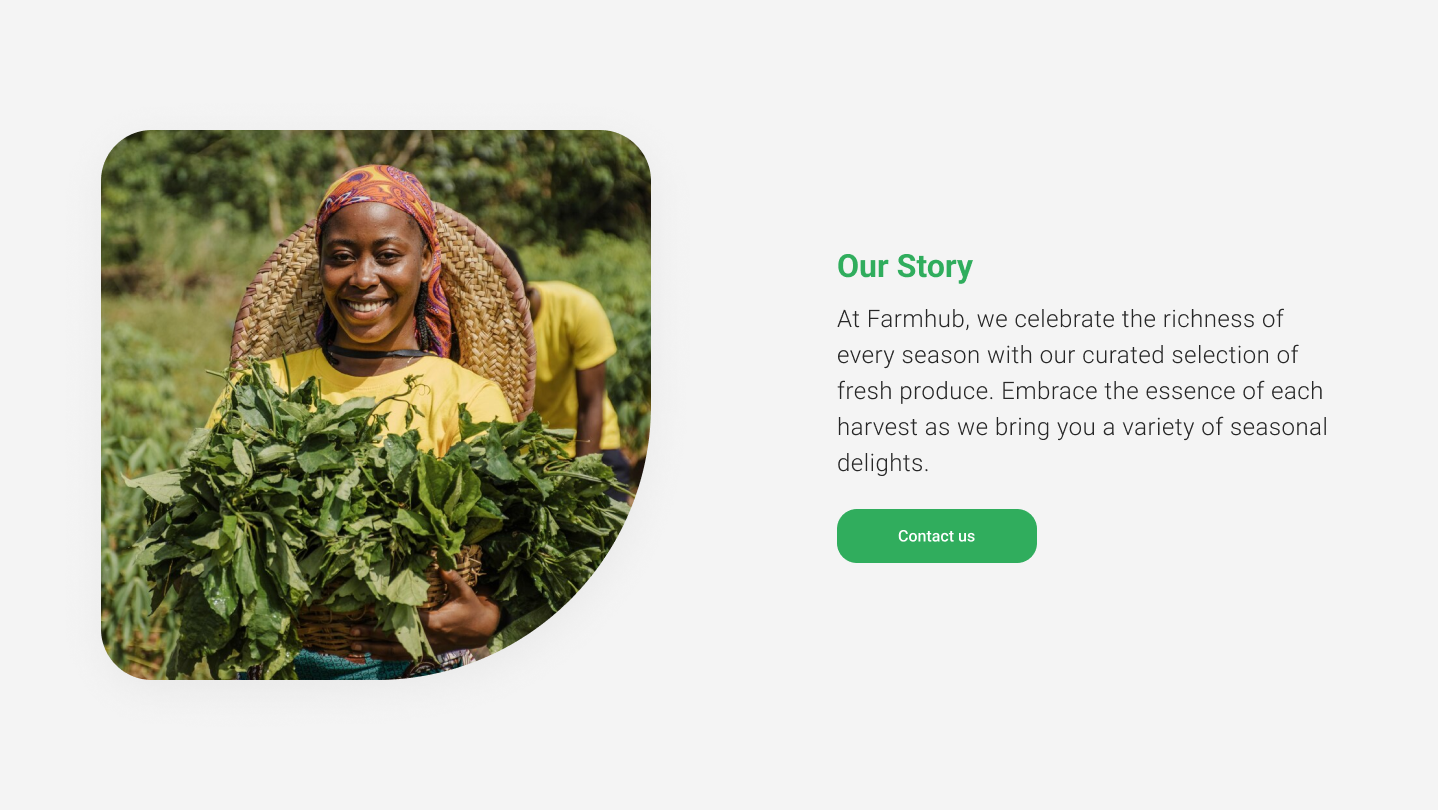 Our Story
At Farmhub, we celebrate the richness of
every season with our curated selection of
fresh produce. Embrace the essence of each
harvest as we bring you a variety of seasonal
delights.
Contact us